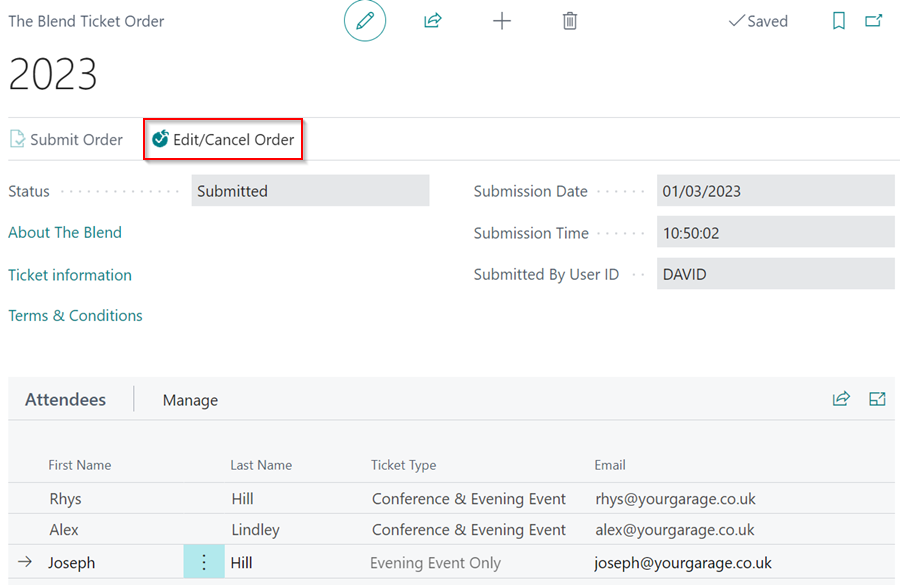 The Blend Ticket Order
Saved
2023
Submit Order
Edit/Cancel Order
Status Submitted
Submission Date 01/03/2023
About The Blend
Submission Time 10:50:02
Ticket information
Submitted By User ID DAVID
Terms & Conditions
Attendees Manage
First Name Last Name Ticket Type Email
Rhys Hill Conference & Evening Event rhys@yourgarage.co.uk
Alex Lindley Conference & Evening Event alex@yourgarage.co.uk
Joseph Hill Evening Event Only joseph@yourgarage.co.uk